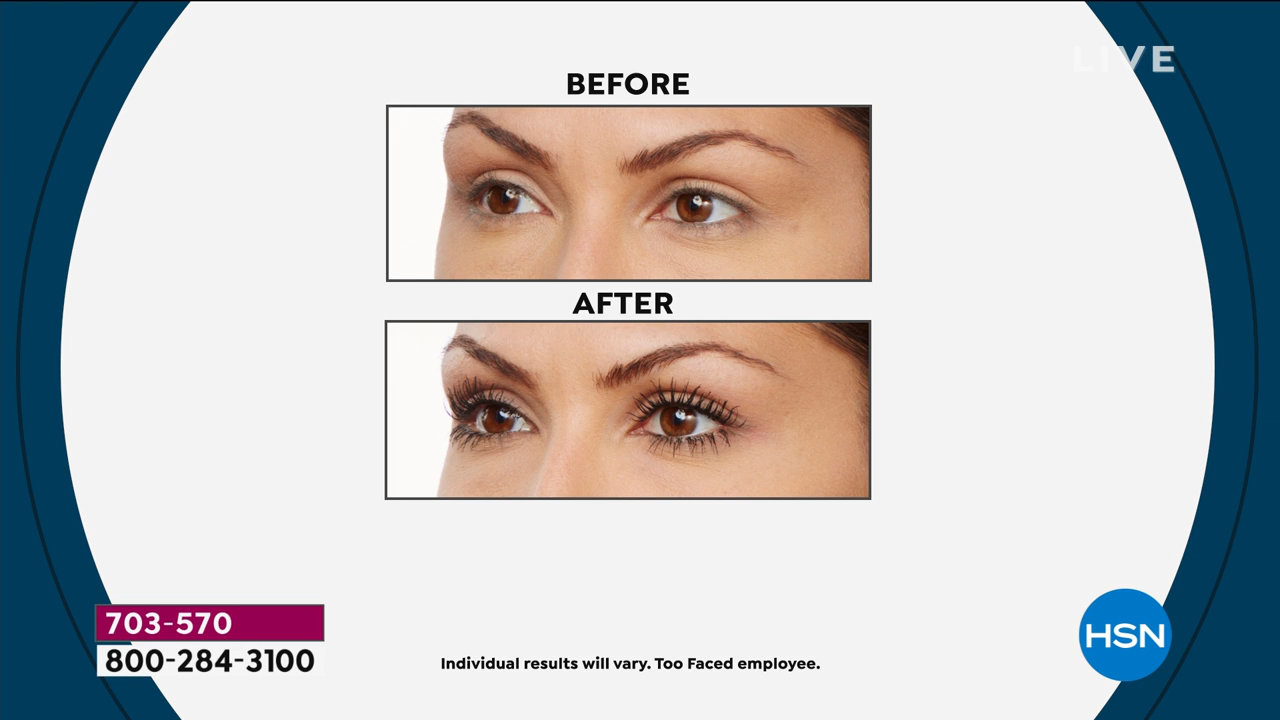 LIVE
BEFORE
AFTER
703-570
800-284-3100
Individual results will vary. Too Faced employee.
HSN